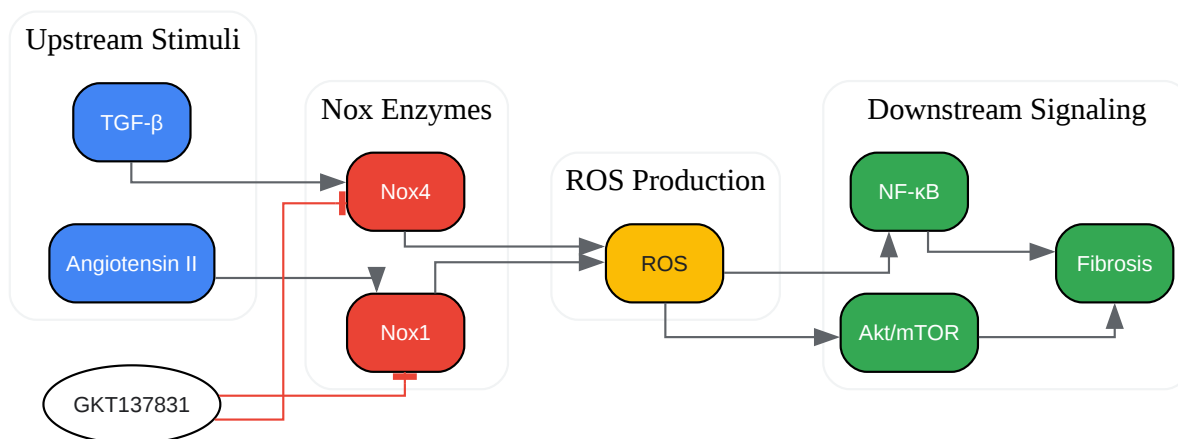 Upstream Stimuli
TGF-β
Angiotensin II
GKT137831
Nox Enzymes
Nox4
Nox1
ROS Production
ROS
Downstream Signaling
NF-κB
Akt/mTOR
Fibrosis